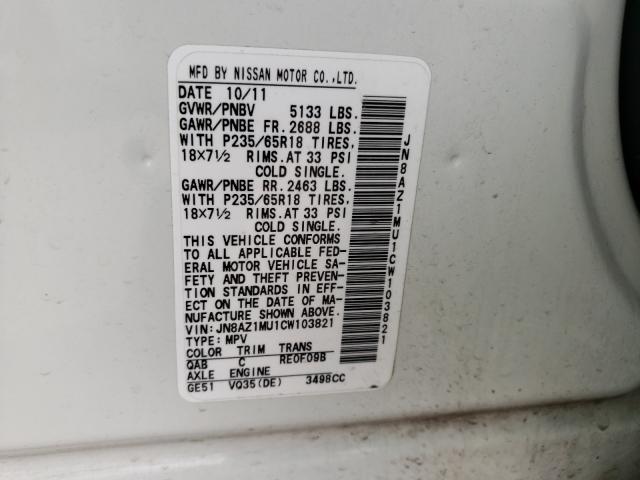 MFD BY NISSAN MOTOR CO.,LTD.
DATE 10/11
GVWR/PNBV 5133 LBS.
GAWR/PNBE FR. 2688 LBS.
WITH P235/65R18 TIRES,
18X7½ RIMS.AT 33 PSI
COLD SINGLE.
GAWR/PNBE RR. 2463 LBS.
WITH P235/65R18 TIRES,
18X7½ RIMS.AT 33 PSI
COLD SINGLE.
THIS VEHICLE CONFORMS
TO ALL APPLICABLE FED-
ERAL MOTOR VEHICLE SA-
FETY AND THEFT PREVEN-
TION STANDARDS IN EFF-
ECT ON THE DATE OF MA-
NUFACTURE SHOWN ABOVE.
VIN:JN8AZ1MU1CW103821
TYPE: MPV
COLOR TRIM TRANS
QAB C RE0F09B
AXLE ENGINE
GE51 VQ35(DE) 3498CC
JN8AZ1MU1CW103821